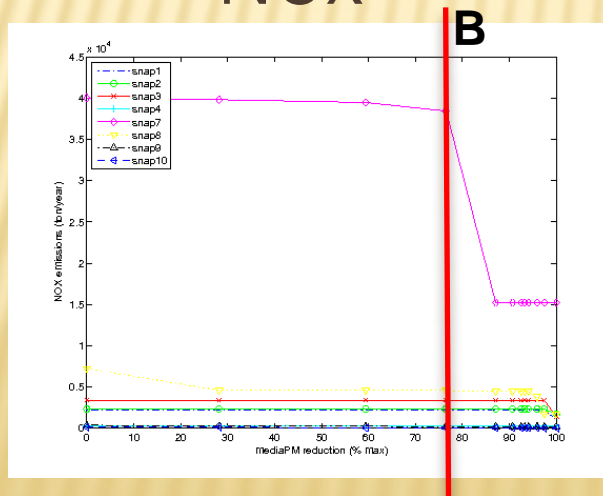 NOX
B
x 10⁴
4.5
4
3.5
3
2.5
2
1.5
1
0.5
0
NOX emissions (ton/year)
snap1
snap2
snap3
snap4
snap7
snap8
snap9
snap10
0 10 20 30 40 50 60 70 80 90 100
MediaPM reduction (% Max)